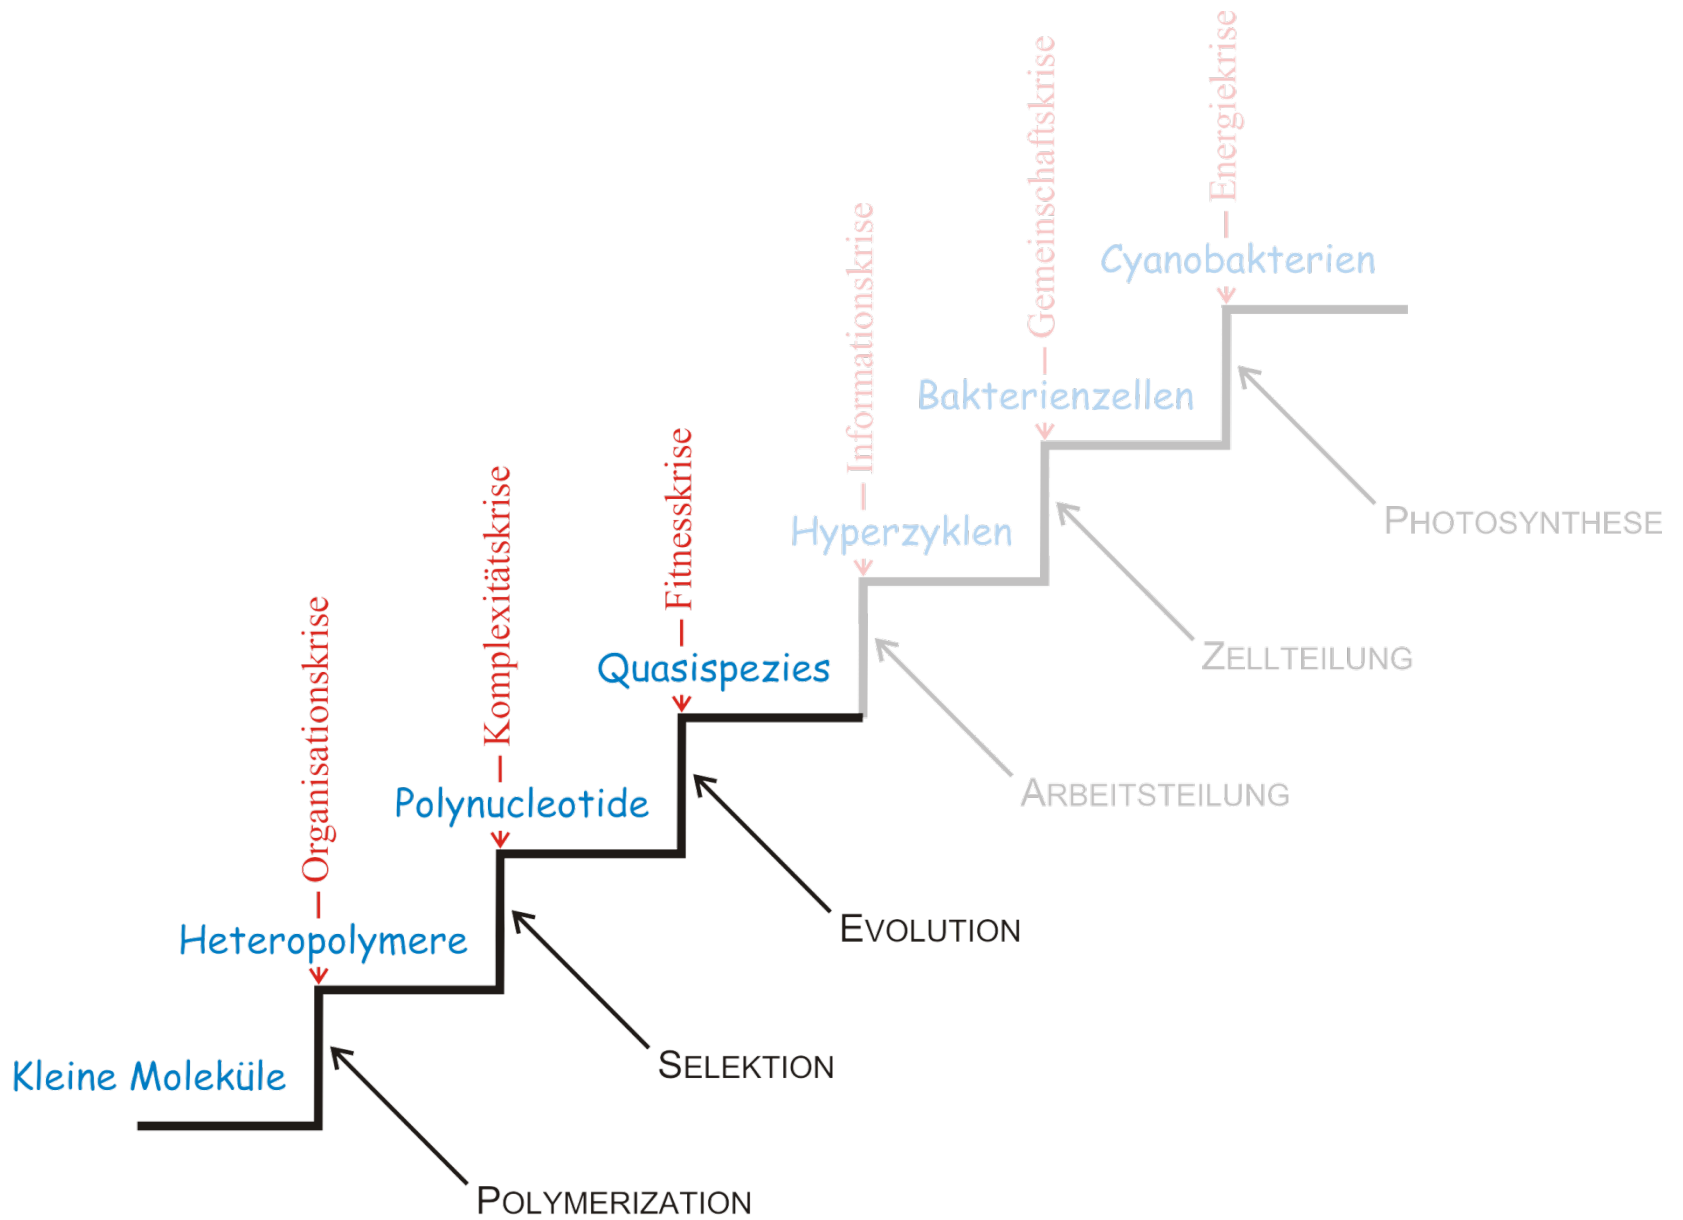 Energiekrise
Gemeinschaftskrise
Cyanobakterien
Informationskrise
Bakterienzellen
PHOTOSYNTHESE
Fitnesskrise
Hyperzyklen
Komplexitätskrise
ZELLTEILUNG
Quasispezies
Organisationskrise
ARBEITSTEILUNG
Polynucleotide
EVOLUTION
Heteropolymere
SELEKTION
Kleine Moleküle
POLYMERIZATION